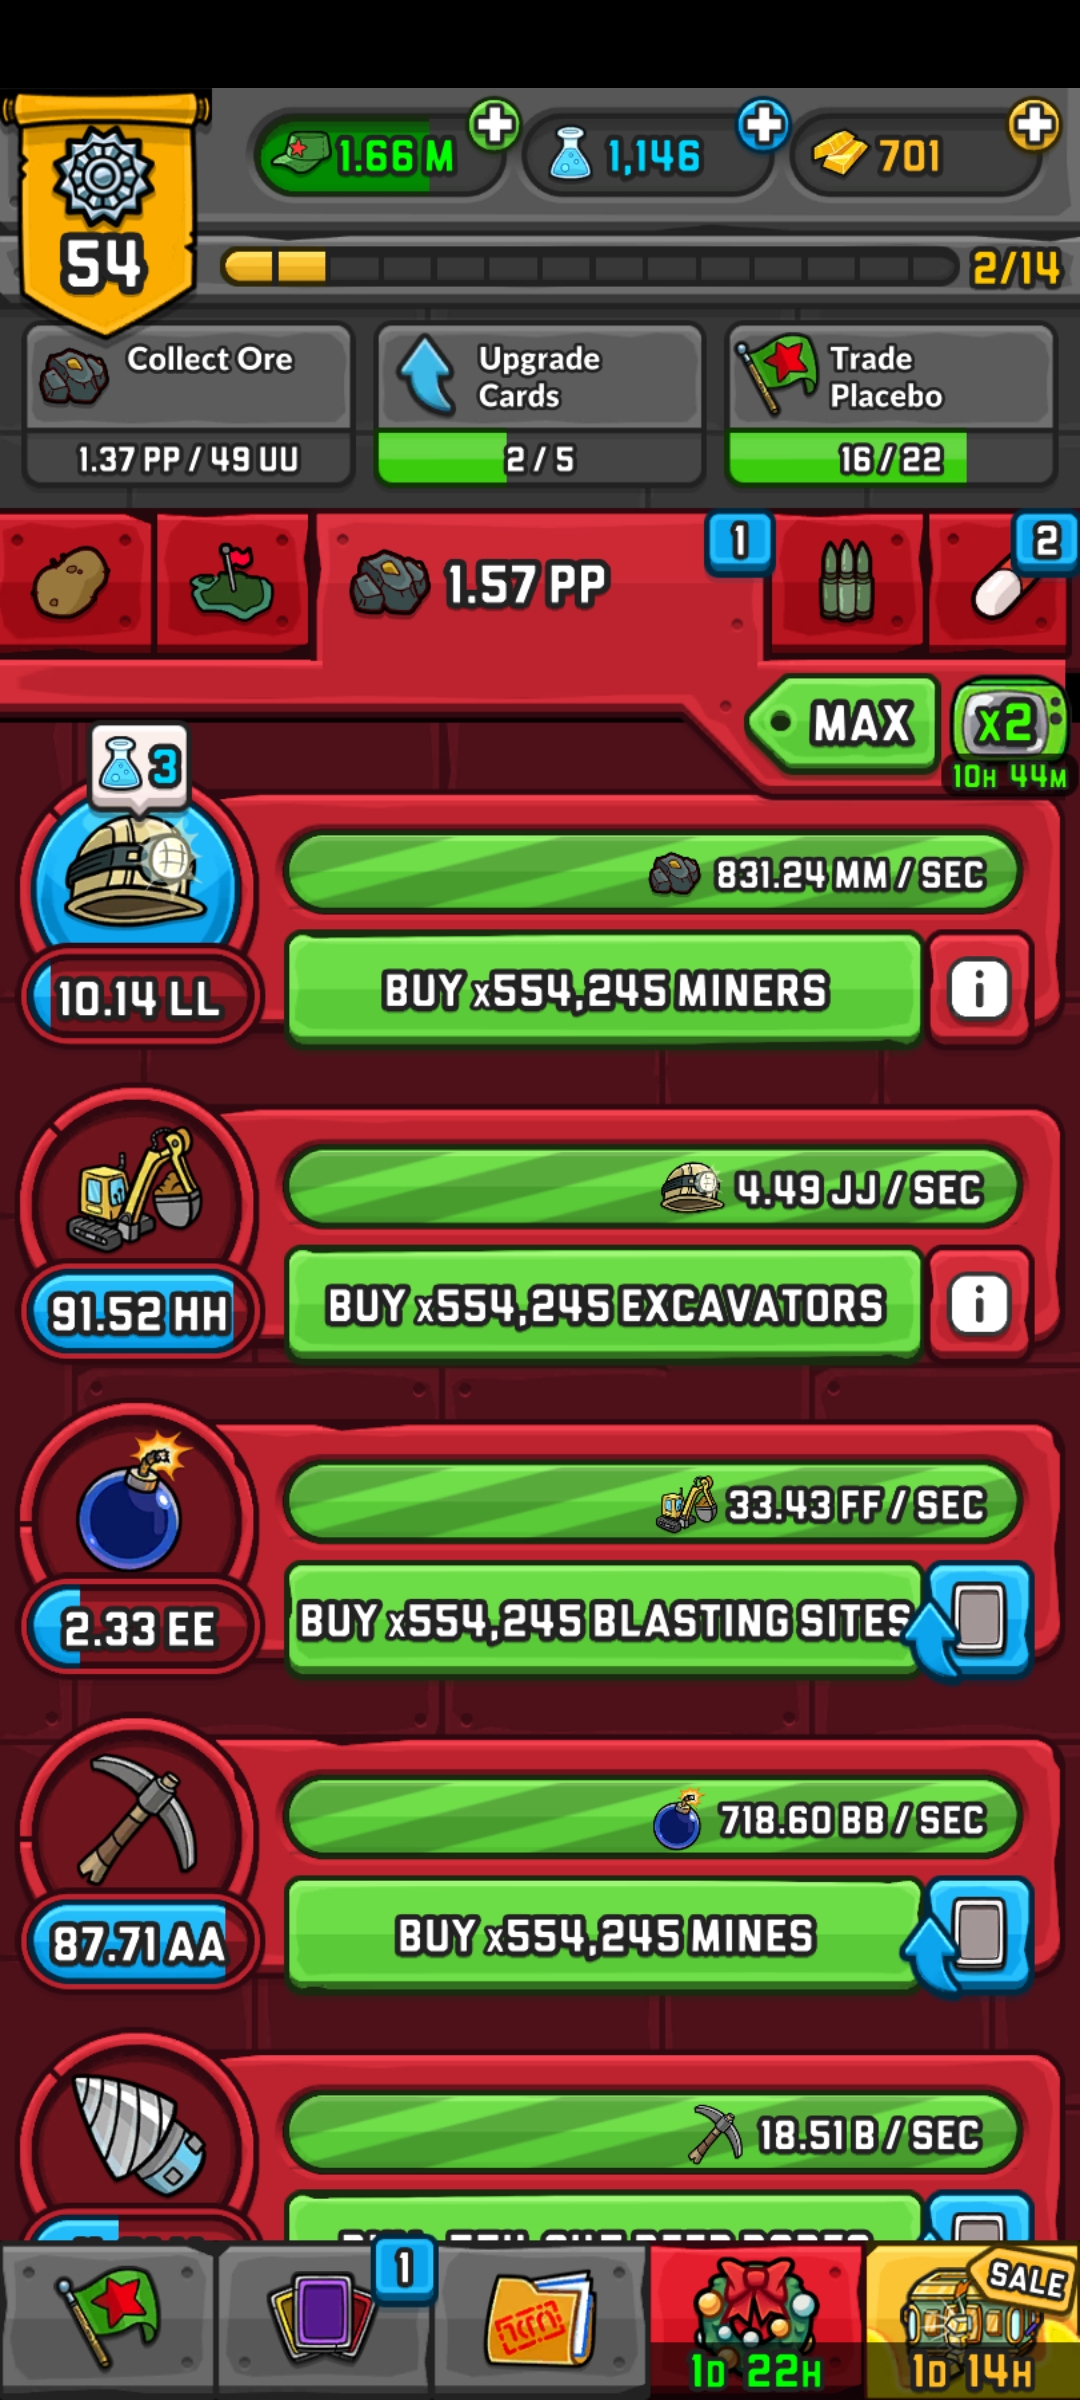 54
1.66 M
1,146
701
2/14
Collect Ore
1.37 PP / 49 UU
Upgrade
Cards
2 / 5
Trade
Placebo
16 / 22
1.57 PP
1
2
MAX
x2
10H 44M
3
831.24 MM / SEC
10.14 LL
BUY x554,245 MINERS
i
4.49 JJ / SEC
91.52 HH
BUY x554,245 EXCAVATORS
i
33.43 FF / SEC
2.33 EE
BUY x554,245 BLASTING SITES
718.60 BB / SEC
87.71 AA
BUY x554,245 MINES
18.51 B / SEC
1
SALE
1D 22H
1D 14H